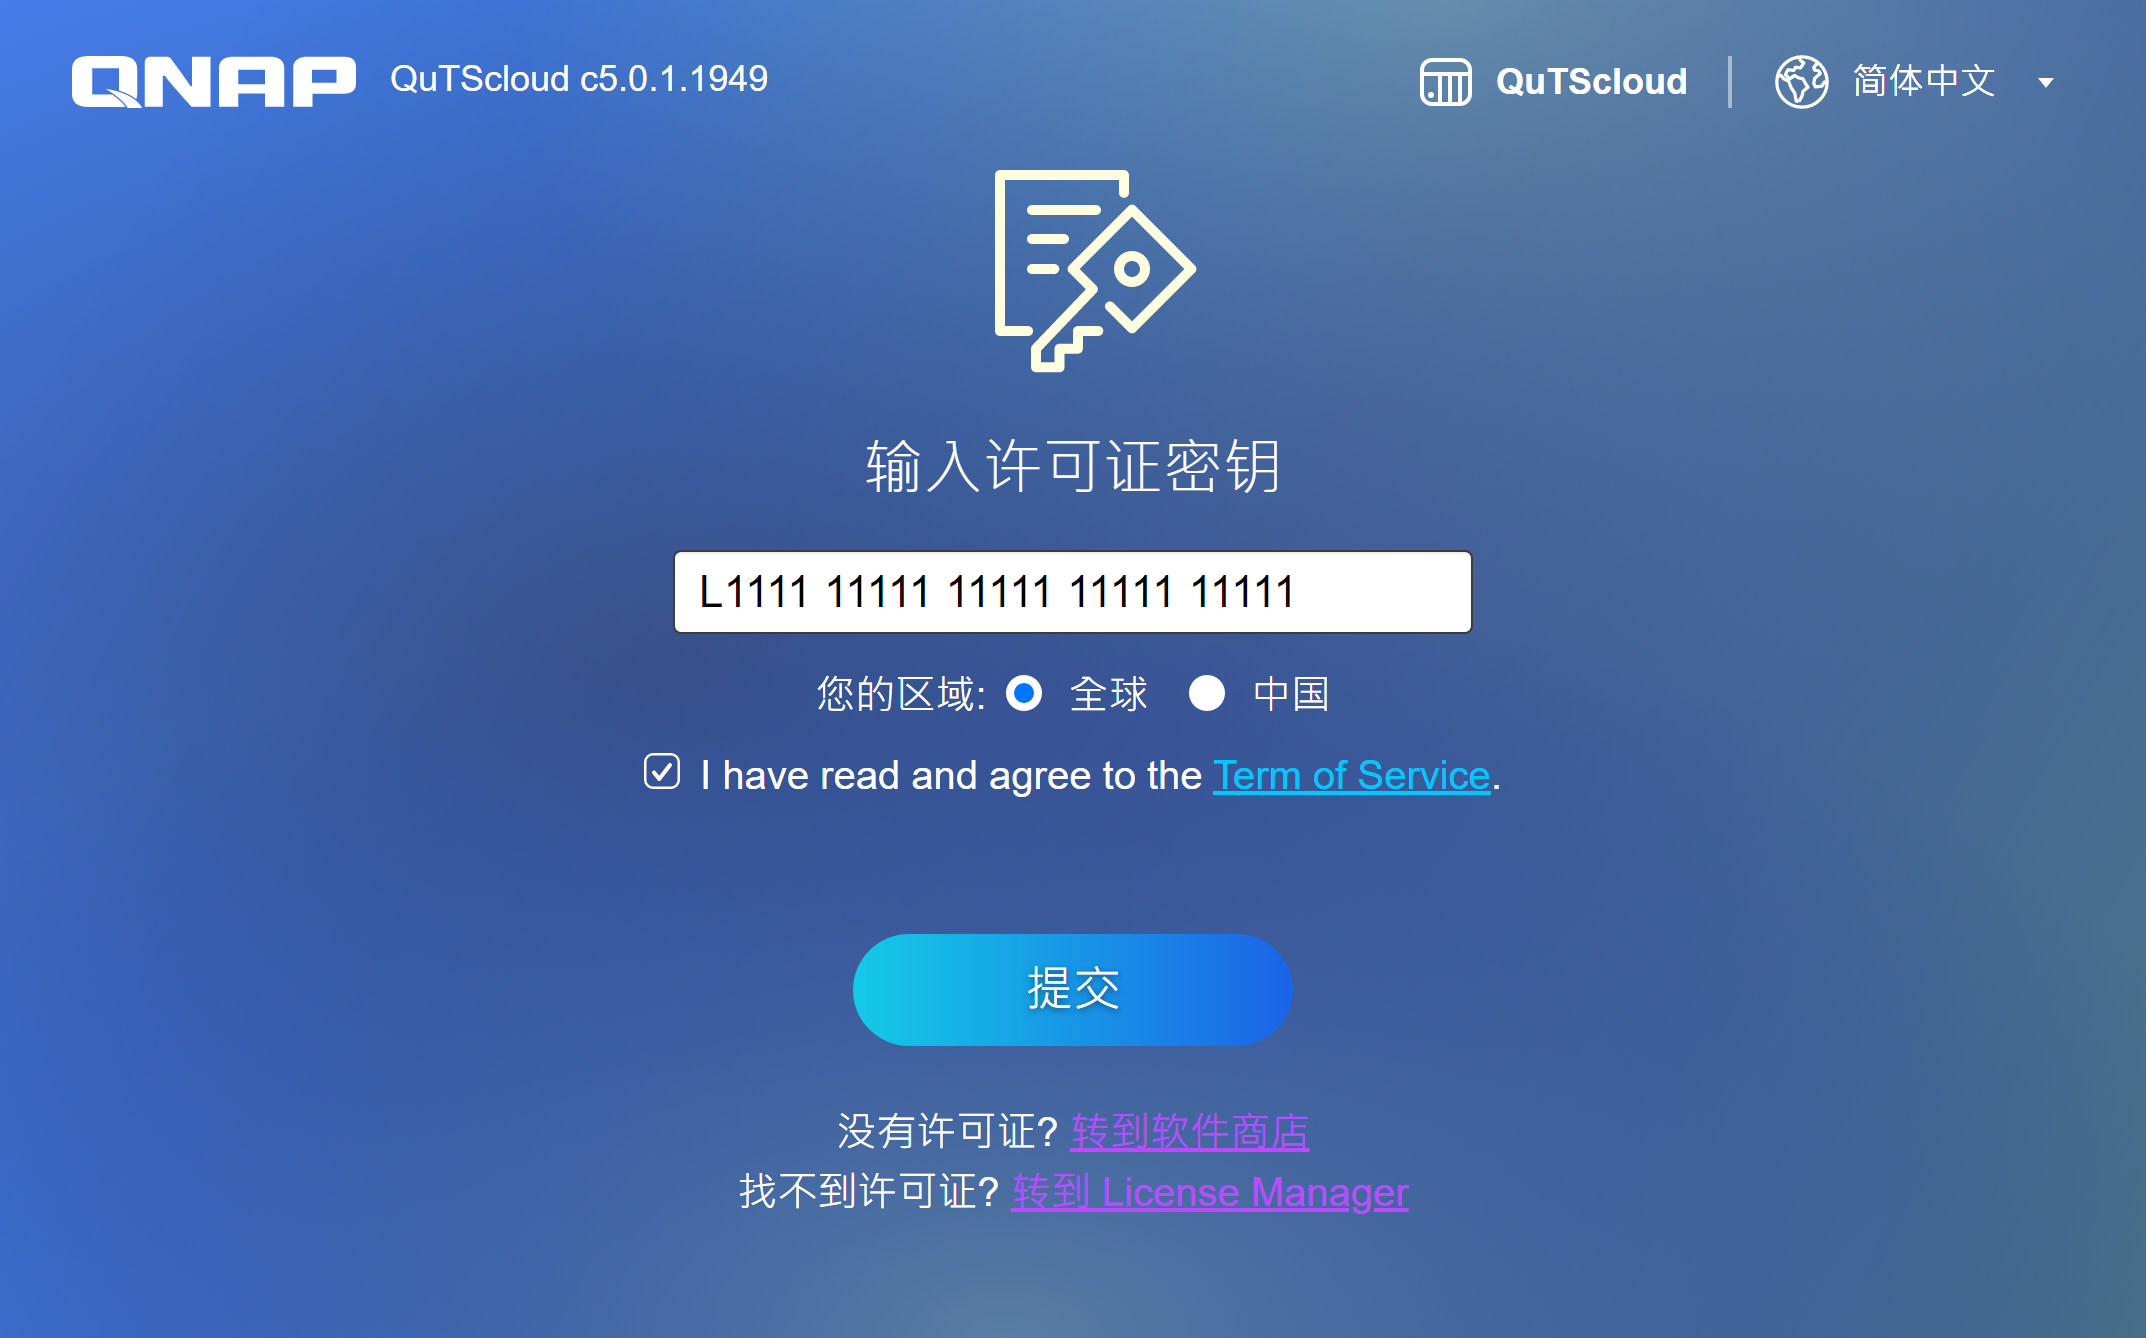 QNAP QuTScloud c5.0.1.1949 QuTScloud 简体中文
输入许可证密钥
L1111 11111 11111 11111 11111
您的区域: 全球 中国
I have read and agree to the Term of Service.
提交
没有许可证? 转到软件商店
找不到许可证? 转到 License Manager